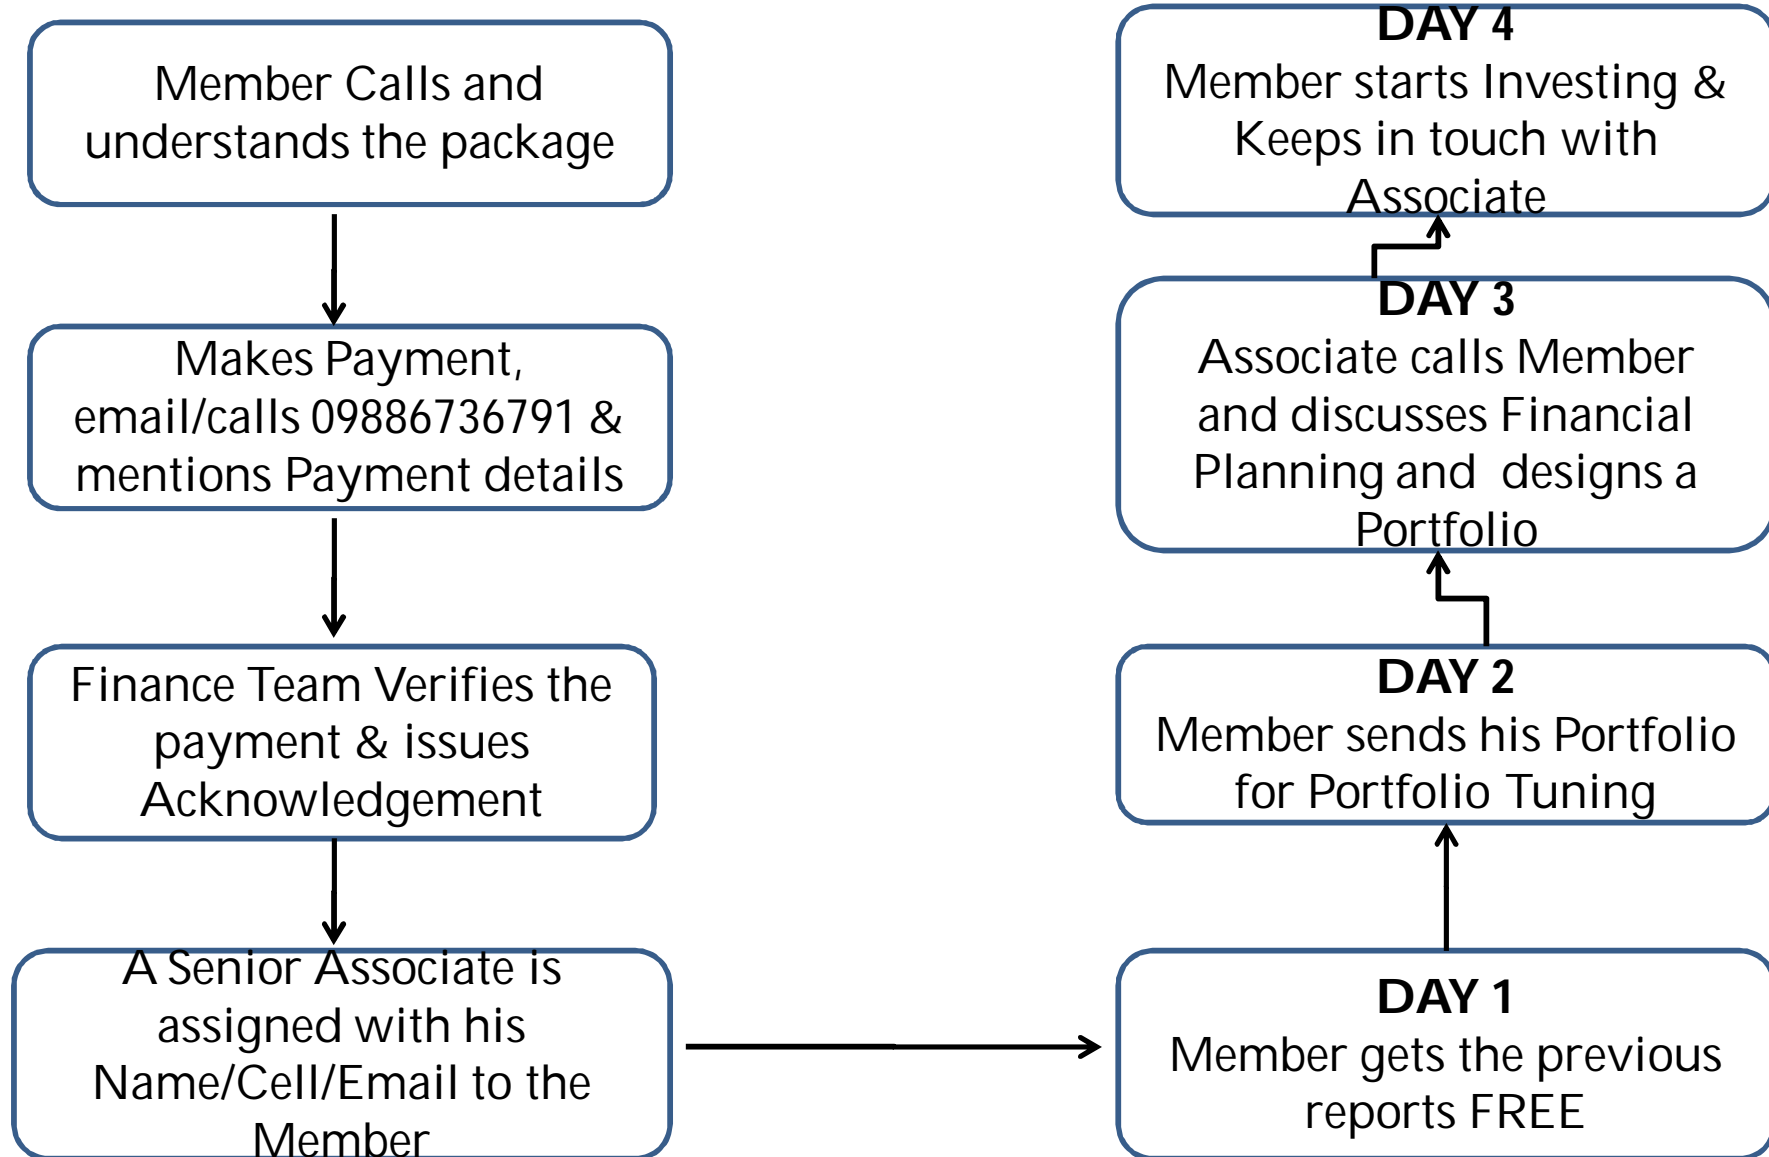 Member Calls and
understands the package
Makes Payment,
email/calls 09886736791 &
mentions Payment details
Finance Team Verifies the
payment & issues
Acknowledgement
A Senior Associate is
assigned with his
Name/Cell/Email to the
Member
DAY 1
Member gets the previous
reports FREE
DAY 2
Member sends his Portfolio
for Portfolio Tuning
DAY 3
Associate calls Member
and discusses Financial
Planning and  designs a
Portfolio
DAY 4
Member starts Investing &
Keeps in touch with
Associate